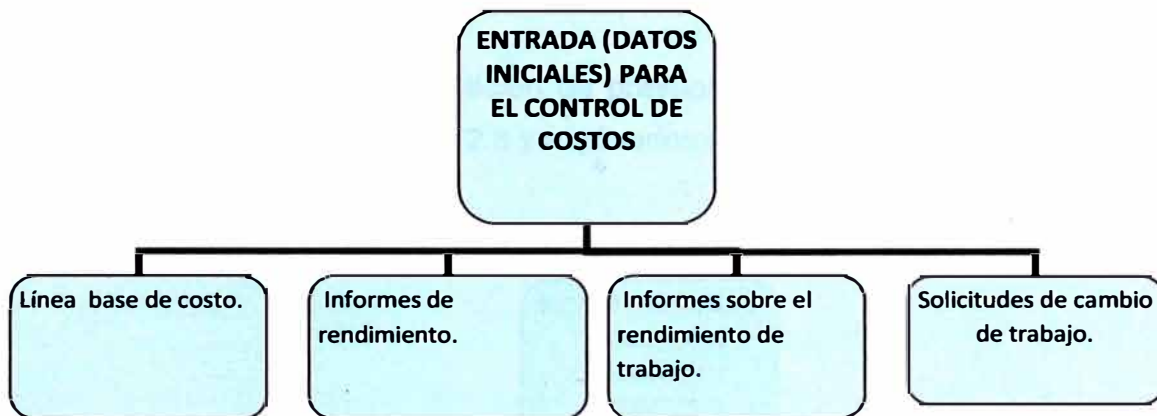 ENTRADA (DATOS
INICIALES) PARA
EL CONTROL DE
COSTOS
Línea base de costo.
Informes de
rendimiento.
Informes sobre el
rendimiento de
trabajo.
Solicitudes de cambio
de trabajo.